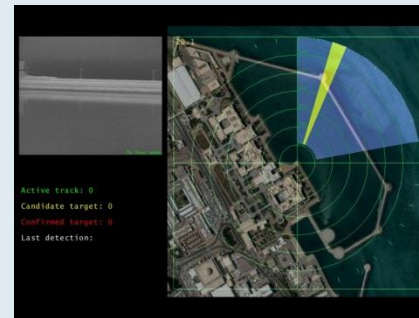 Active track: 0
Candidate target: 0
Confirmed target: 0
Last detection: